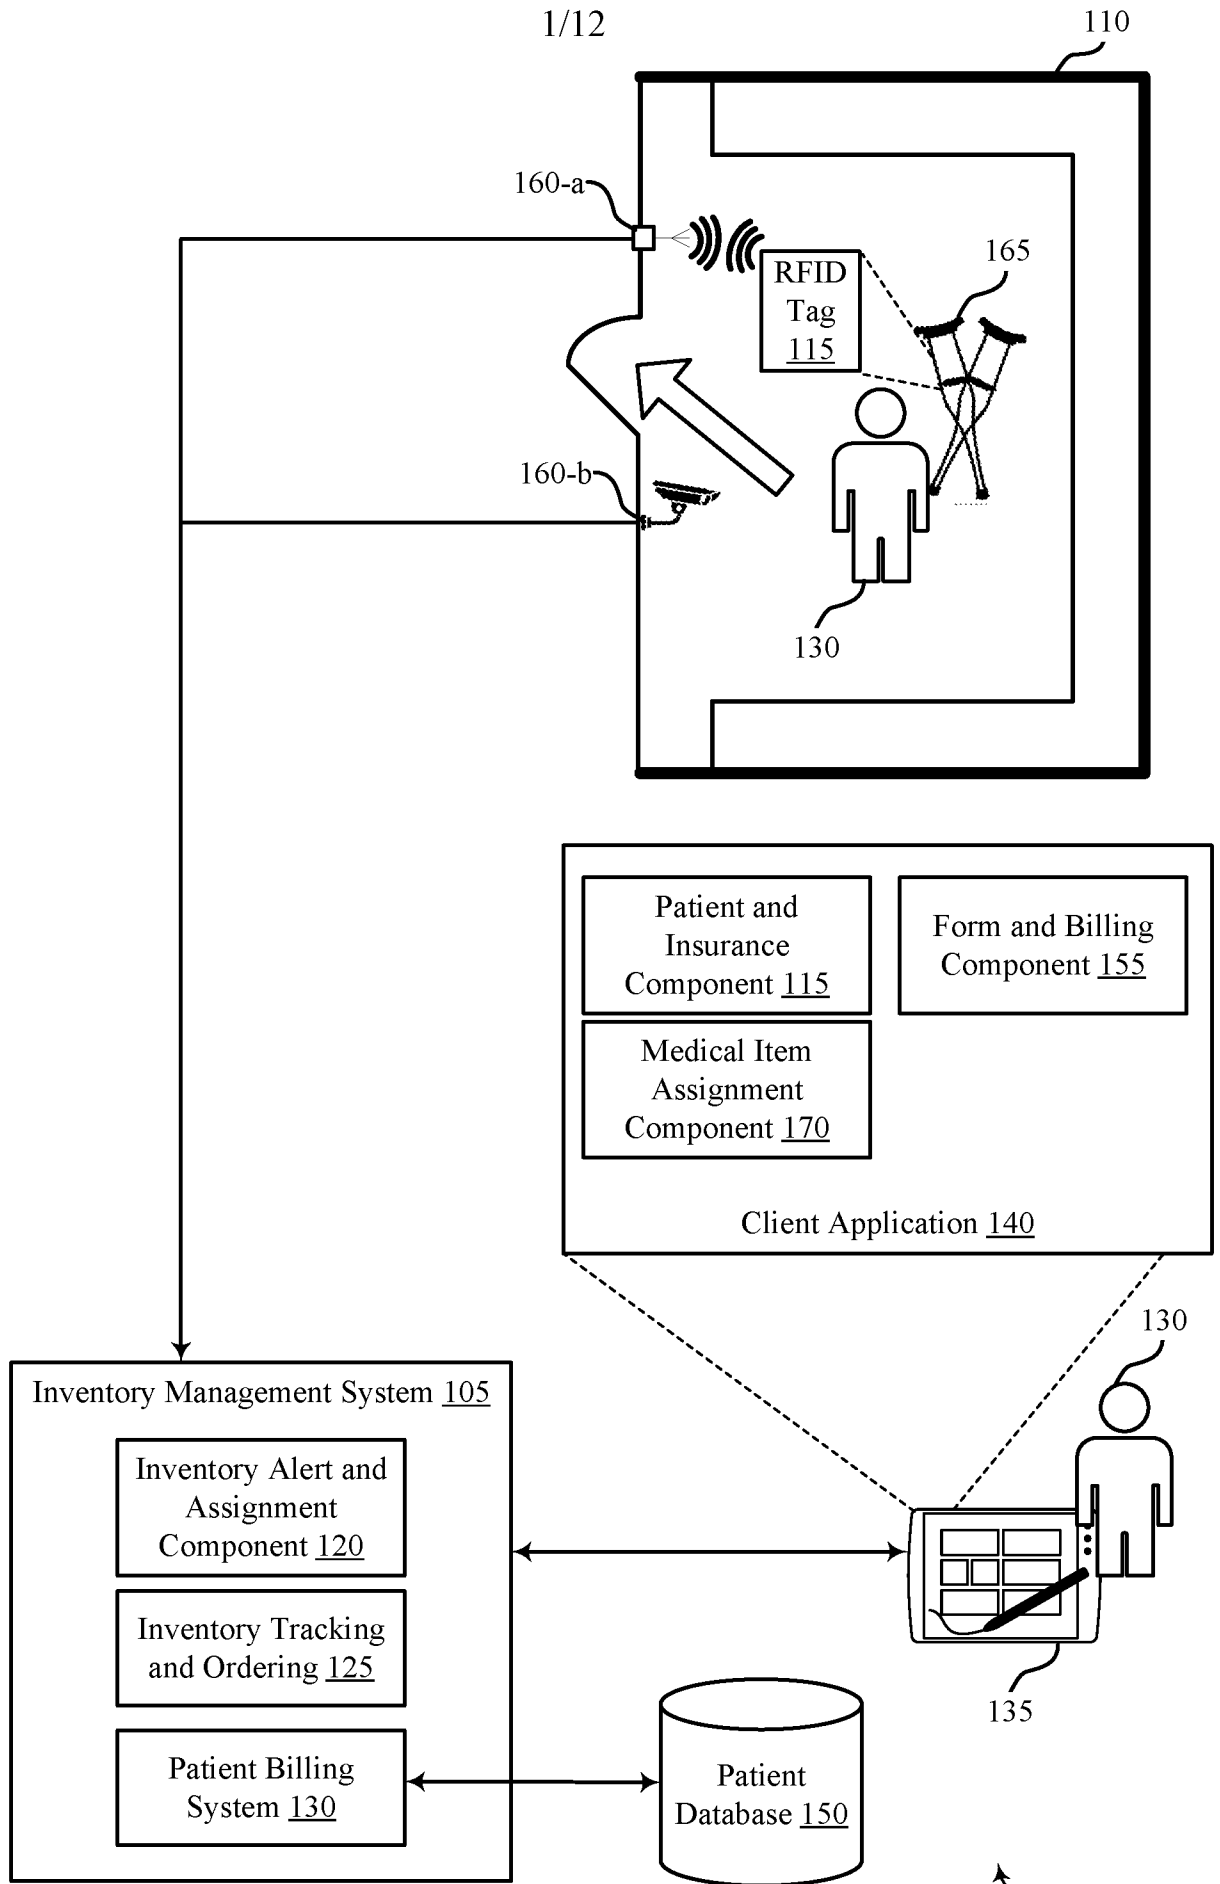 1/12
110
160-a
165
RFID
Tag
115
160-b
130
Patient and
Insurance
Component 115
Form and Billing
Component 155
Medical Item
Assignment
Component 170
Client Application 140
130
Inventory Management System 105
Inventory Alert and
Assignment
Component 120
Inventory Tracking
and Ordering 125
135
Patient Billing
System 130
Patient
Database 150